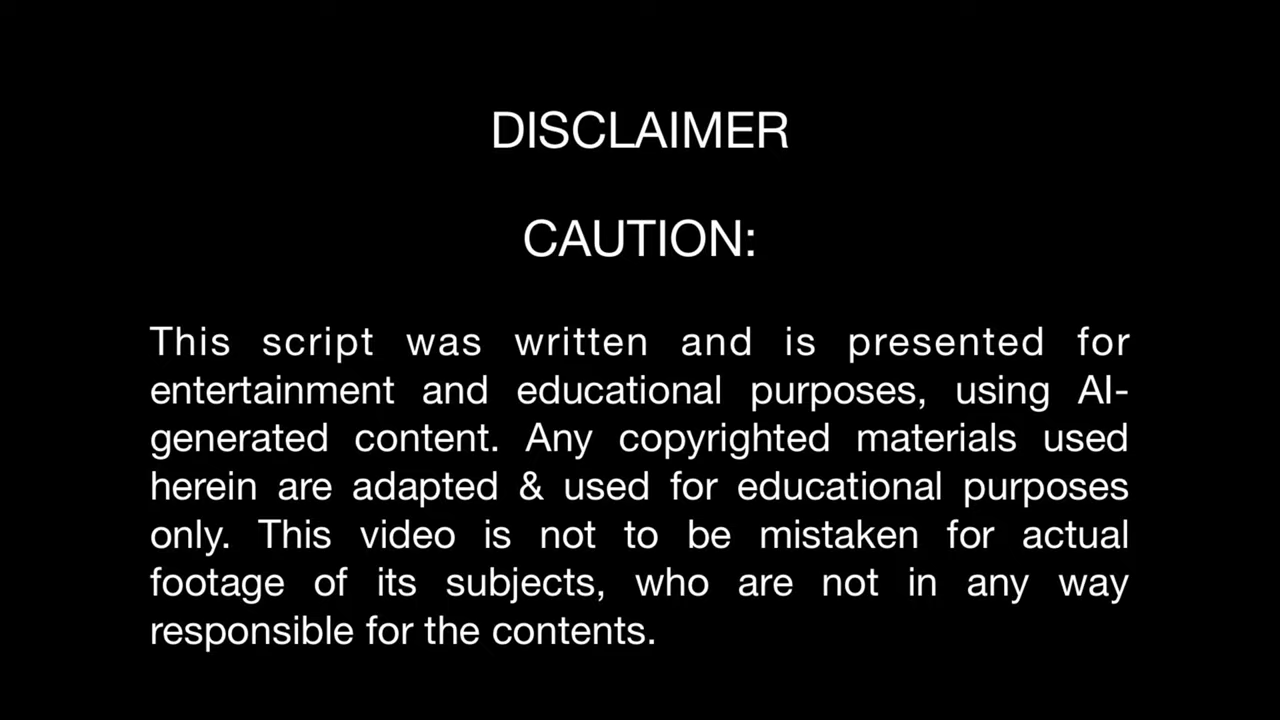 DISCLAIMER
CAUTION:
This script was written and is presented for
entertainment and educational purposes, using AI-
generated content. Any copyrighted materials used
herein are adapted & used for educational purposes
only. This video is not to be mistaken for actual
footage of its subjects, who are not in any way
responsible for the contents.